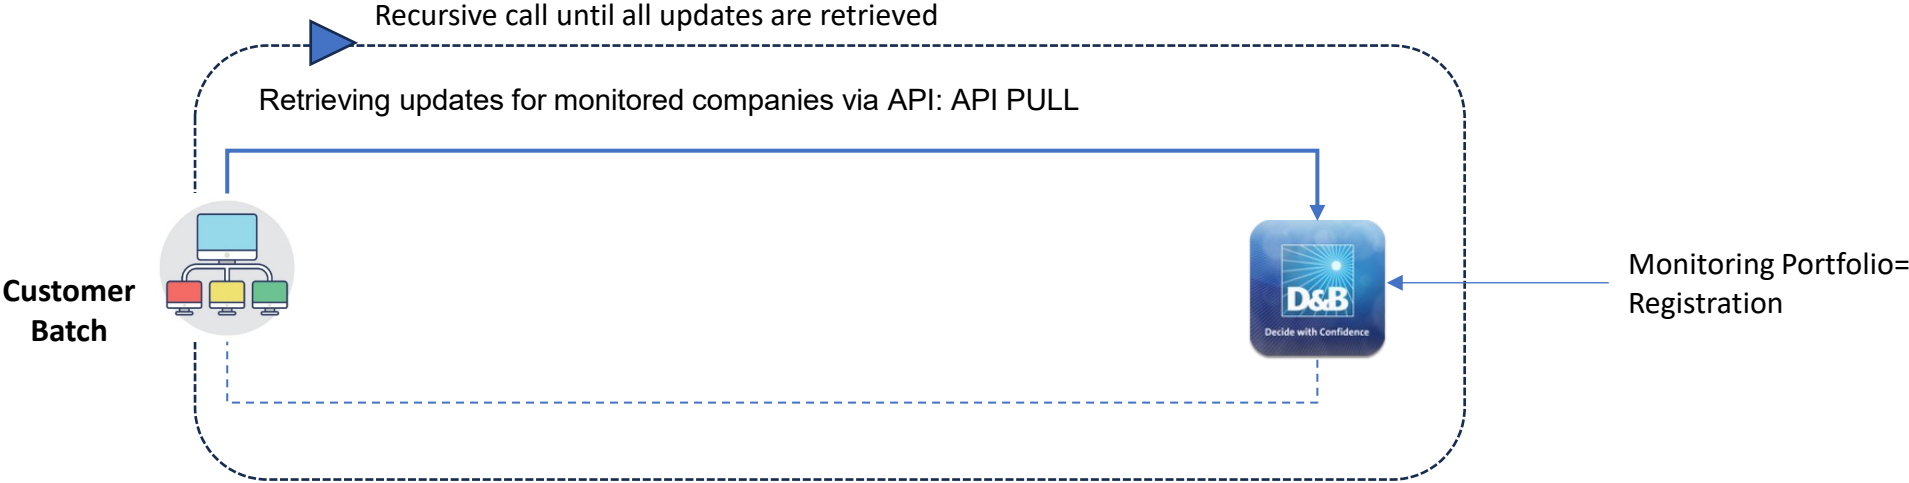 Recursive call until all updates are retrieved
Retrieving updates for monitored companies via API: API PULL
Customer
Batch
D&B
Decide with Confidence
Monitoring Portfolio=
Registration